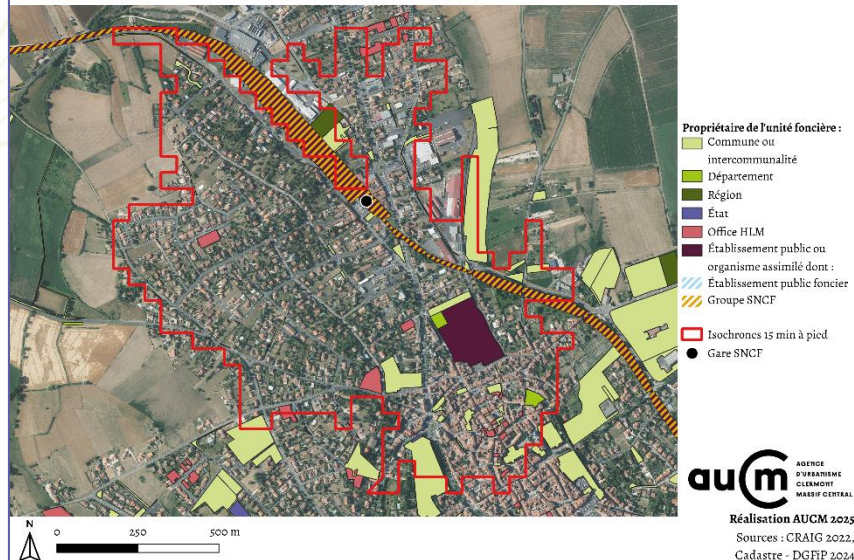 Propriétaire de l'unité foncière :
Commune ou
intercommunalité
Département
Région
État
Office HLM
Établissement public ou
organisme assimilé dont :
Établissement public foncier
Groupe SNCF
Isochrones 15 min à pied
Gare SNCF
aucm
AGENCE
D'URBANISME
CLERMONT
MASSIF CENTRAL
Réalisation AUCM 2025
Sources : CRAIG 2022,
Cadastre - DGFiP 2024
N
0 250 500 m